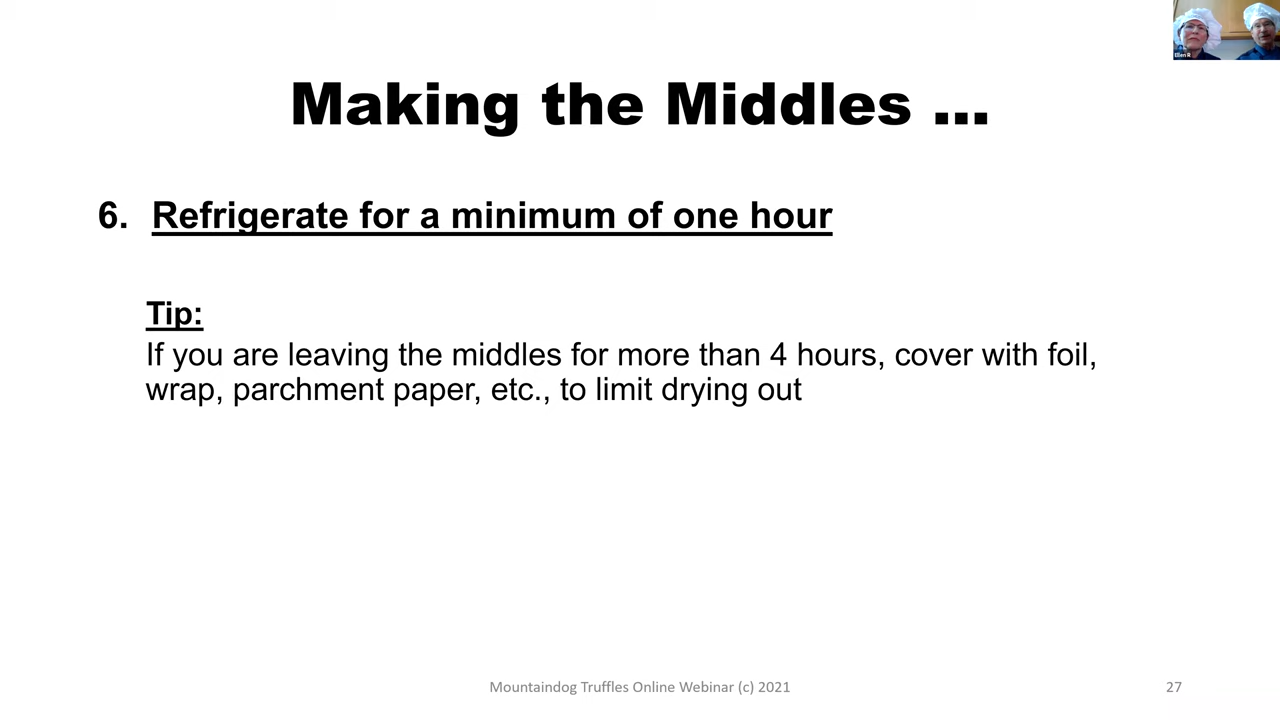 Ellen R
Making the Middles ...
6. Refrigerate for a minimum of one hour
Tip:
If you are leaving the middles for more than 4 hours, cover with foil,
wrap, parchment paper, etc., to limit drying out
Mountaindog Truffles Online Webinar (c) 2021
27